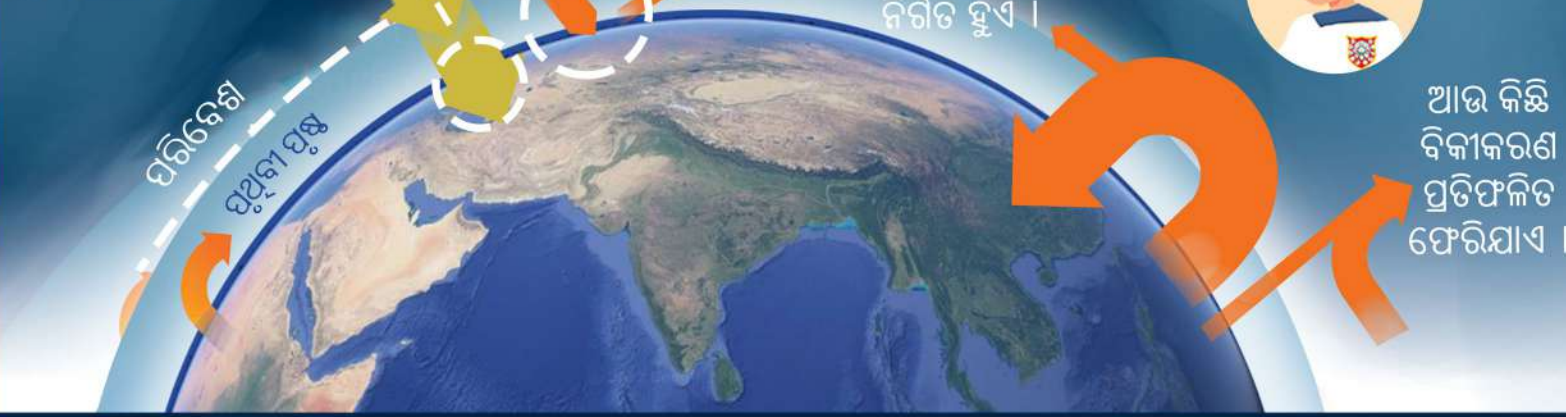 ନିର୍ଗତ ହୁଏ ।
ଆଉ କିଛି
ବିକୀକରଣ
ପ୍ରତିଫଳିତ
ଫେରିଯାଏ ।
ପରିବେଶ
ପୃଥିବୀ ପୃଷ୍ଠ